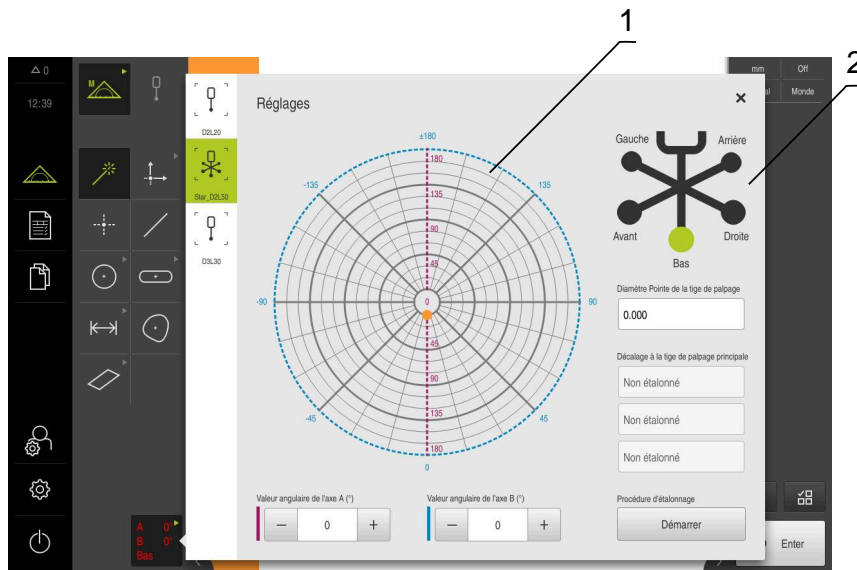 1
2
0
mm
Off
12:39
M
al
Monde
Réglages
D2L20
Star_D2L50
D3L30
±180
180
-135
135
135
90
45
-90
0
90
45
90
-45
135
45
180
0
Gauche
Arrière
Avant
Droite
Bas
Diamètre Pointe de la tige de palpage
0.000
Décalage à la tige de palpage principale
Non étalonné
Non étalonné
Non étalonné
Valeur angulaire de l'axe A (°)
Valeur angulaire de l'axe B (°)
Procédure d'étalonnage
— 0 +
— 0 +
Démarrer
A 0°
B 0°
Bas
Enter